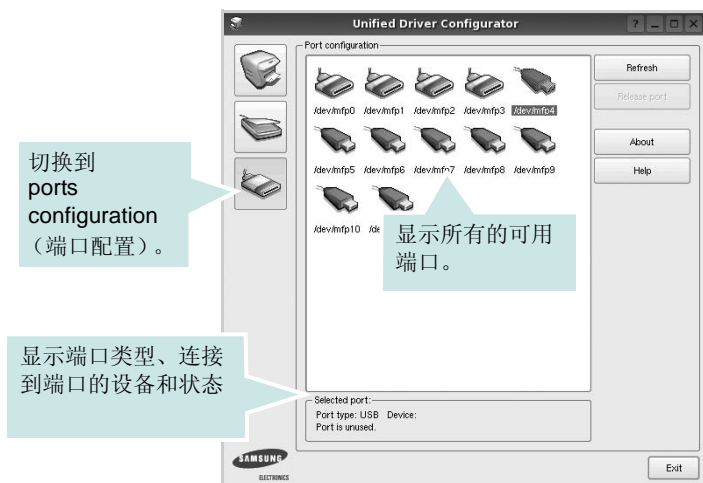 Unified Driver Configurator
Port configuration
/dev/mfp0 /dev/mfp1 /dev/mfp2 /dev/mfp3 /dev/mfp4
/dev/mfp5 /dev/mfp6 /dev/mfp7 /dev/mfp8 /dev/mfp9
/dev/mfp10
Refresh
Release port
About
Help
切换到
ports
configuration
（端口配置）。
显示所有的可用
端口。
显示端口类型、连接
到端口的设备和状态
Selected port:
Port type: USB Device:
Port is unused.
SAMSUNG
ELECTRONICS
Exit